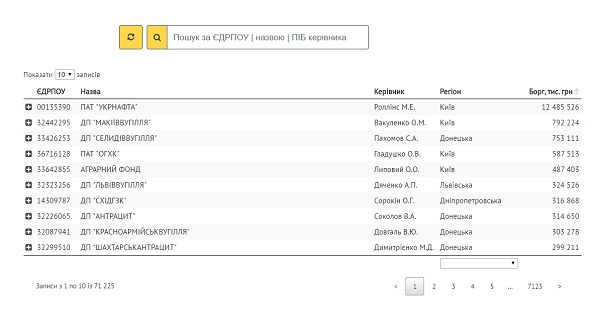 Пошук за ЄДРПОУ | назвою | ПІБ керівника
Показати 10 записів
ЄДРПОУ Назва Керівник Регіон Борг, тис. грн
00135390 ПАТ "УКРНАФТА" Роллінс М.Е. Київ 12 485 526
32442295 ДП "МАКІЇВВУГІЛЛЯ" Вакуленко О.М. Київ 792 224
33426253 ДП "СЕЛИДІВВУГІЛЛЯ" Пахомов С.А. Донецька 753 111
36716128 ПАТ "ОГХК" Гладушко О.В. Київ 587 513
33642855 АГРАРНИЙ ФОНД Липовий О.О. Київ 487 403
32323256 ДП "ЛЬВІВВУГІЛЛЯ" Дяченко А.П. Львівська 324 526
14309787 ДП "СХІДГЗК" Сорокін О.Г. Дніпропетровська 316 868
32226065 ДП "АНТРАЦИТ" Соколов В.А. Донецька 314 650
32087941 ДП "КРАСНОАРМІЙСЬКВУГІЛЛЯ" Довгаль В.Ю. Донецька 303 278
32299510 ДП "ШАХТАРСЬКАНТРАЦИТ" Димитрієнко М.Д. Донецька 299 211
Записи з 1 по 10 із 71 225 < 1 2 3 4 5 ... 7123 >